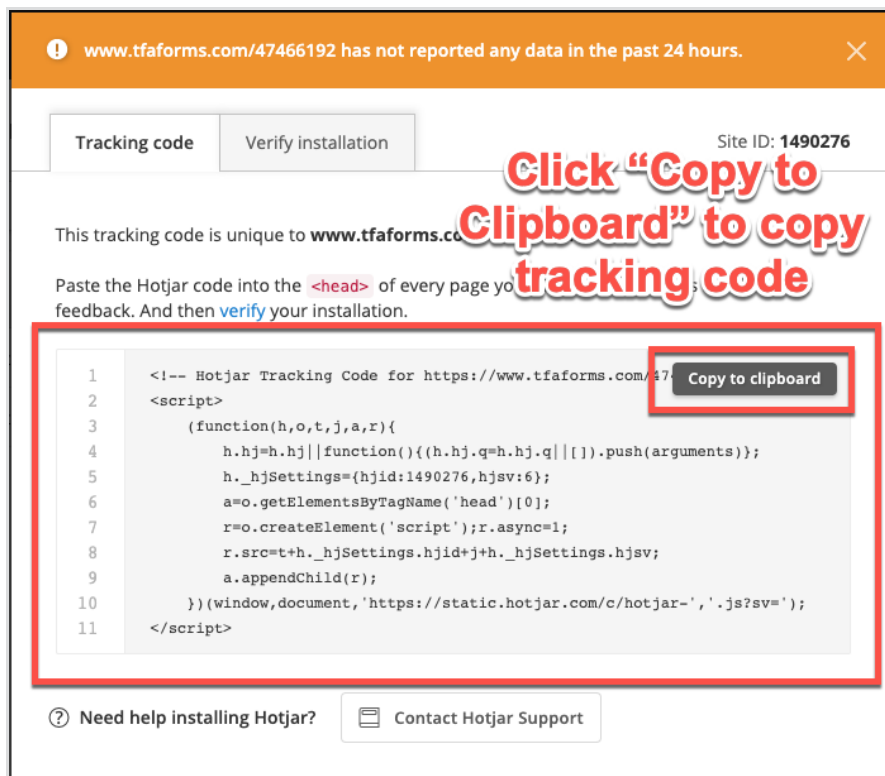 www.tfaforms.com/47466192 has not reported any data in the past 24 hours.
Tracking code
Verify installation
Site ID: 1490276
Click “Copy to
Clipboard” to copy
tracking code
This tracking code is unique to www.tfaforms.co
Paste the Hotjar code into the <head> of every page yo
feedback. And then verify your installation.
Copy to clipboard
1 <!-- Hotjar Tracking Code for https://www.tfaforms.com/47
2 <script>
3 (function(h,o,t,j,a,r){
4 h.hj=h.hj||function(){(h.hj.q=h.hj.q||[]).push(arguments)};
5 h._hjSettings={hjid:1490276,hjsv:6};
6 a=o.getElementsByTagName('head')[0];
7 r=o.createElement('script');r.async=1;
8 r.src=t+h._hjSettings.hjid+j+h._hjSettings.hjsv;
9 a.appendChild(r);
10 })(window,document,'https://static.hotjar.com/c/hotjar-','.js?sv=');
11 </script>
Need help installing Hotjar?
Contact Hotjar Support